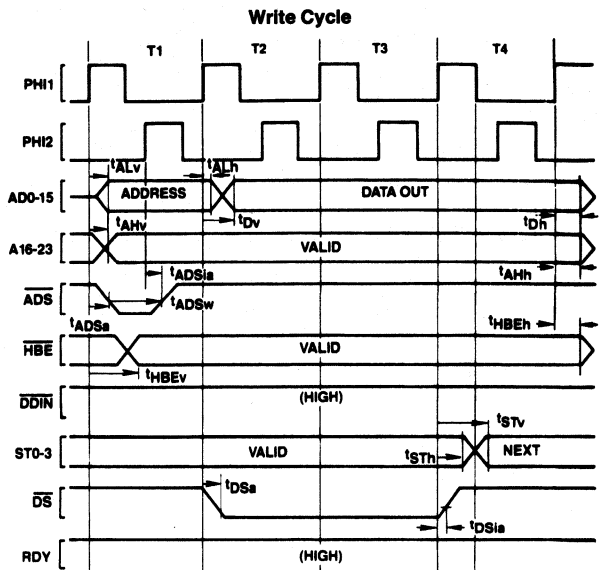 Write Cycle
T1 T2 T3 T4
PHI1
PHI2
tALv tALh
AD0-15 ADDRESS DATA OUT
tDv tDh
tAHv
A16-23 VALID
tAHh
tADSia
ADS
tADSw
tADSa tHBEh
HBE VALID
tHBEv
DDIN (HIGH)
tSTv
ST0-3 VALID tSTh NEXT
DS tDSa
tDSia
RDY (HIGH)